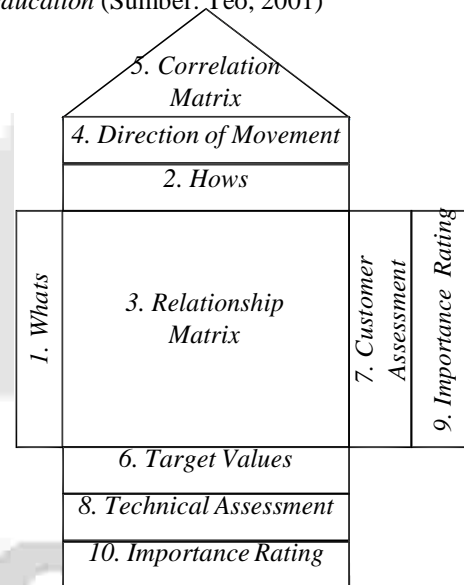 ducation (Sumber: Teo, 2001)
5. Correlation
Matrix
4. Direction of Movement
2. Hows
1. Whats
3. Relationship
Matrix
7. Customer
Assessment
9. Importance Rating
6. Target Values
8. Technical Assessment
10. Importance Rating